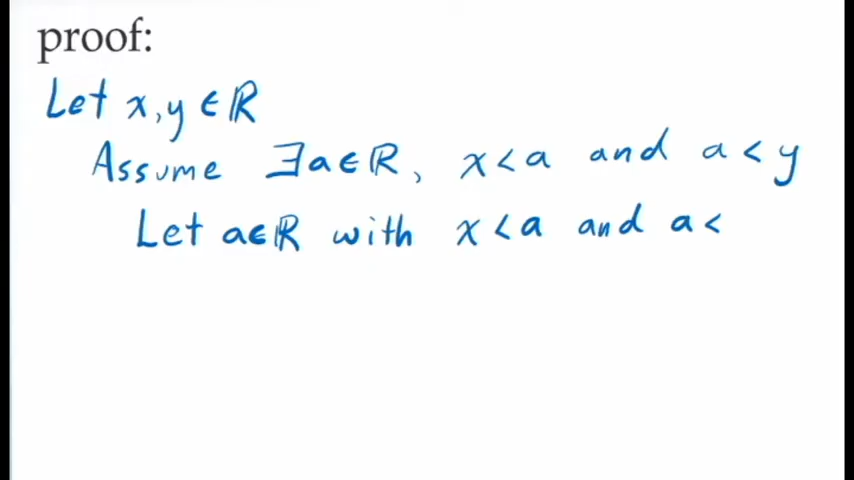 proof:
Let x, y ∈ ℝ
Assume ∃a∈ℝ, x<a and a<y
Let a∈ℝ with x<a and a<